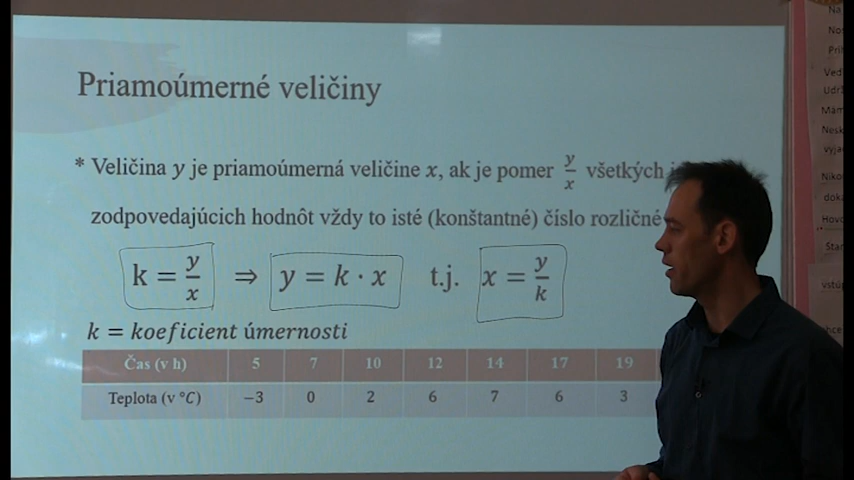 Priamoúmerné veličiny
* Veličina y je priamoúmerná veličine x, ak je pomer y/x všetkých
zodpovedajúcich hodnôt vždy to isté (konštantné) číslo rozličné
k = y/x ⇒ y = k · x t.j. x = y/k
k = koeficient úmernosti
Čas (v h) 5 7 10 12 14 17 19
Teplota (v °C) −3 0 2 6 7 6 3